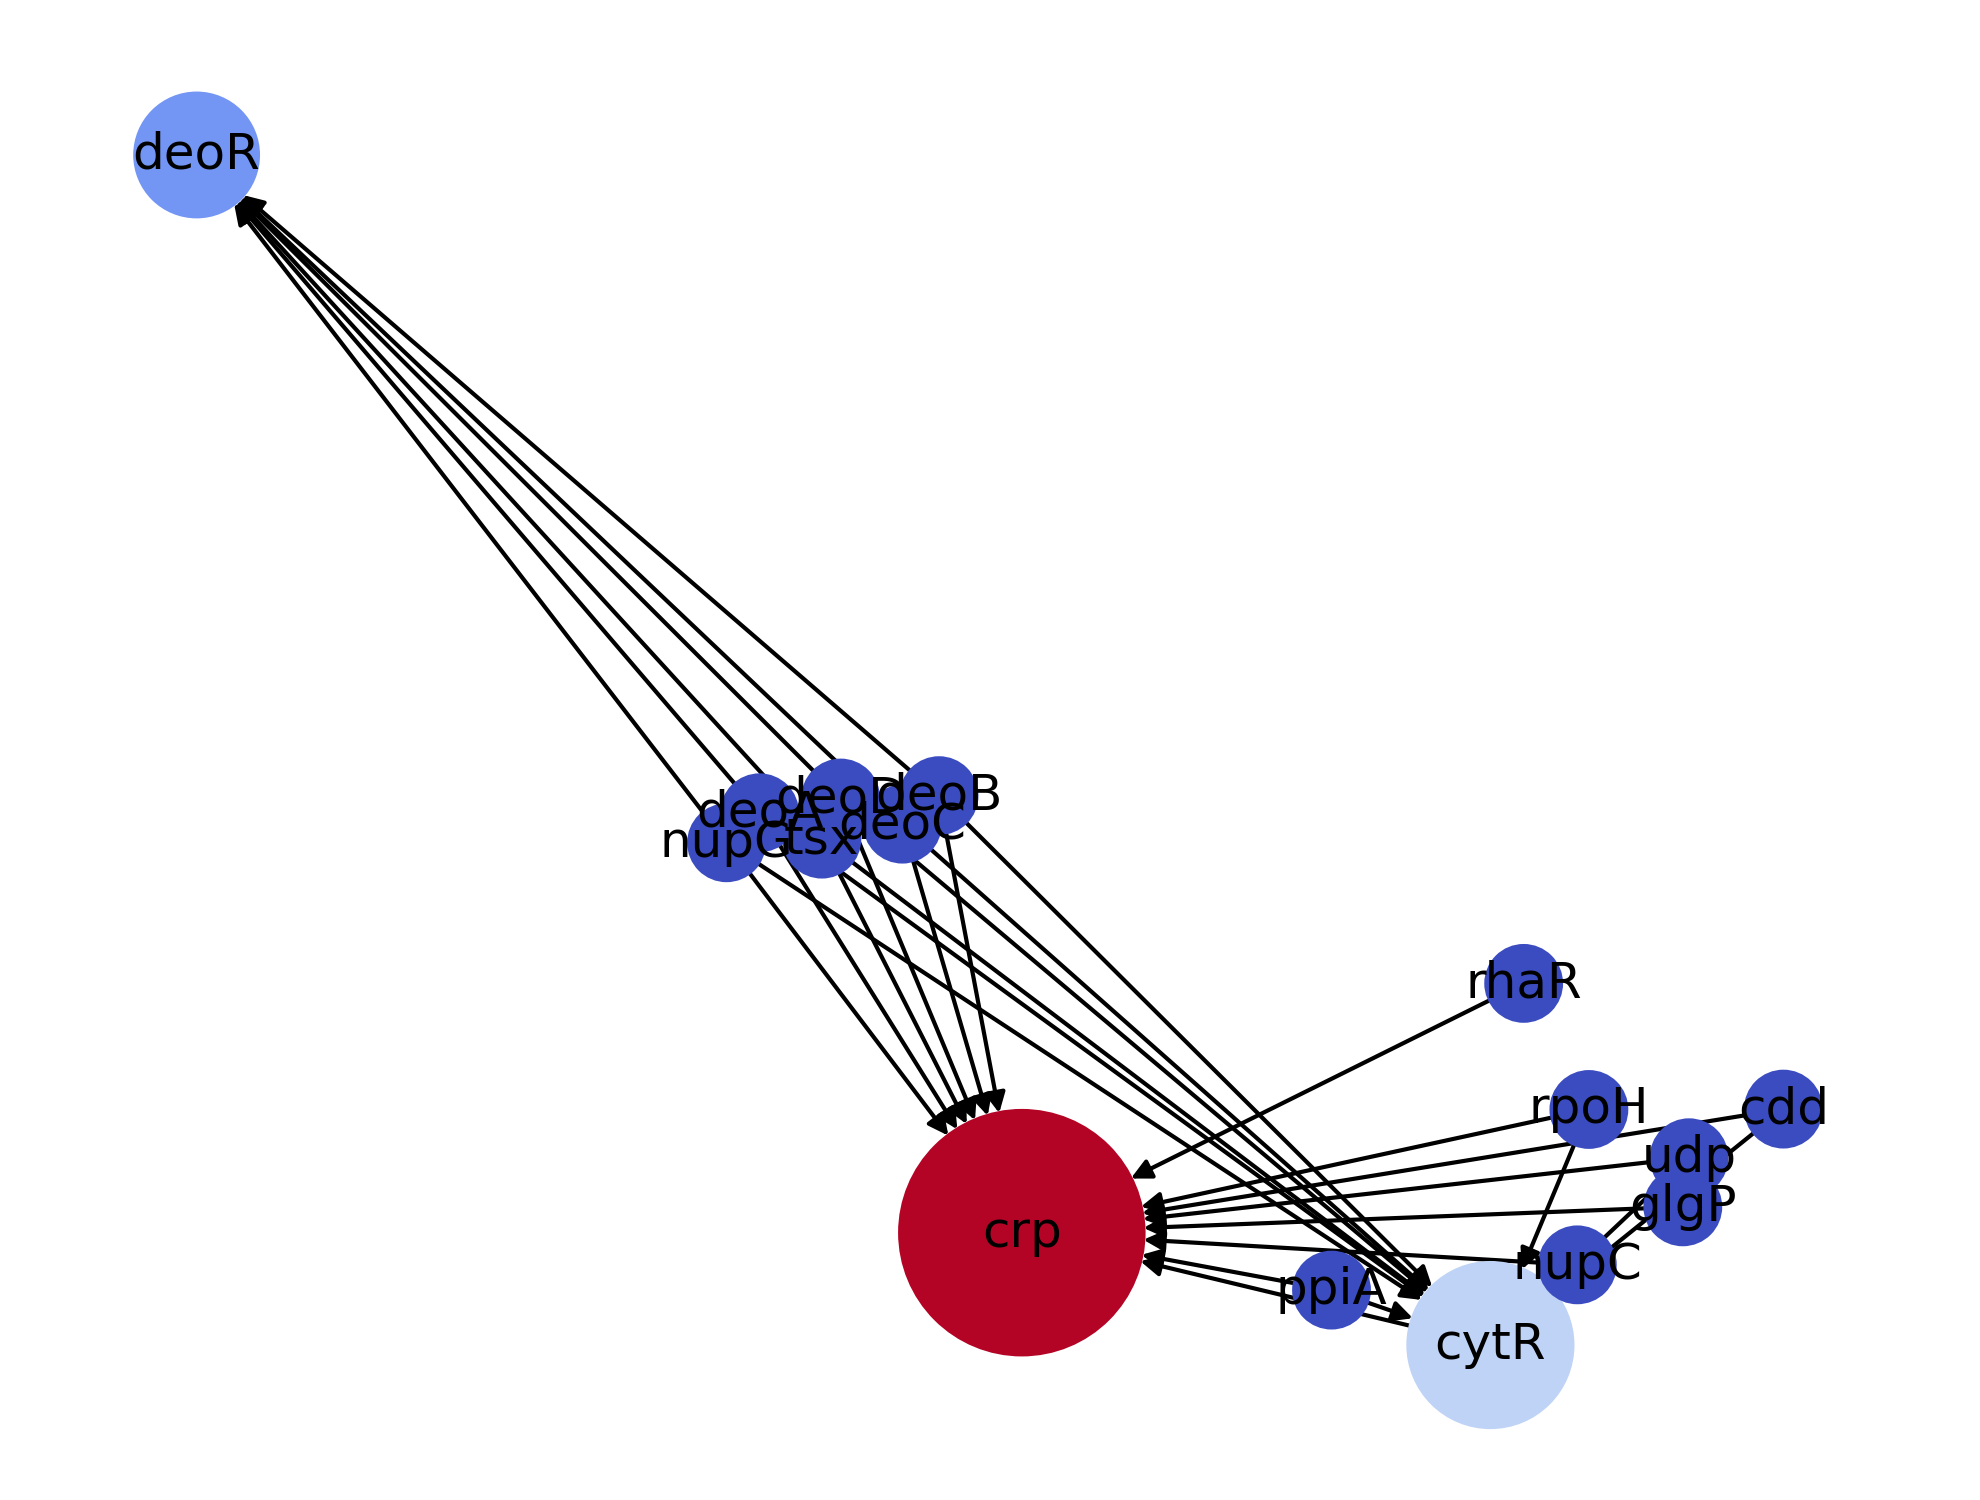 deoR
deoB
deoD
deoA
deoC
nupG
tsx
rhaR
rpoH
cdd
udp
glgP
crp
nupC
ppiA
cytR